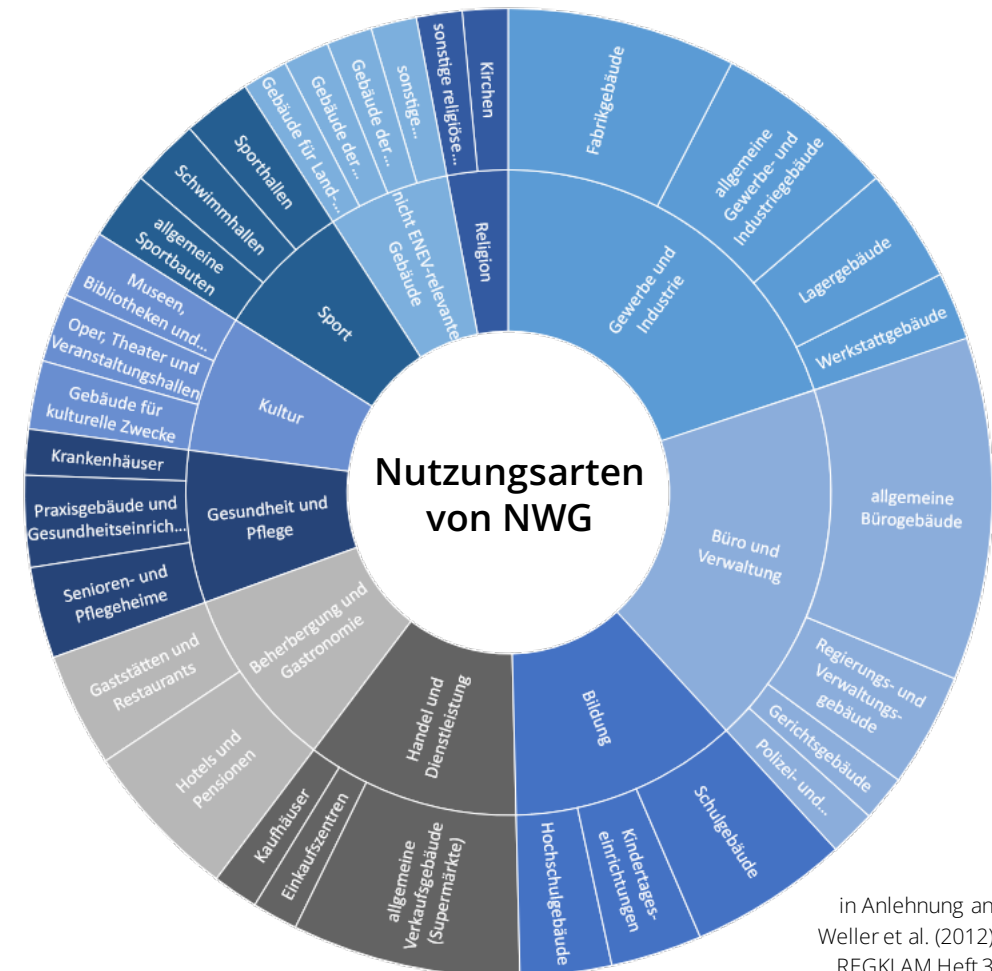 Nutzungsarten
von NWG
Gewerbe und
Industrie
Fabrikgebäude
allgemeine
Gewerbe- und
Industriegebäude
Lagergebäude
Werkstattgebäude
Büro und
Verwaltung
allgemeine
Bürogebäude
Regierungs- und
Verwaltungs-
gebäude
Gerichtsgebäude
Polizei- und...
Bildung
Schulgebäude
Kindertages-
einrichtungen
Hochschulgebäude
Handel und
Dienstleistung
allgemeine
Verkaufsgebäude
(Supermärkte)
Einkaufszentren
Kaufhäuser
Beherbergung und
Gastronomie
Hotels und
Pensionen
Gaststätten und
Restaurants
Gesundheit und
Pflege
Senioren- und
Pflegeheime
Praxisgebäude und
Gesundheitseinrich...
Krankenhäuser
Kultur
Gebäude für
kulturelle Zwecke
Oper, Theater und
Veranstaltungshallen
Museen,
Bibliotheken und...
Sport
allgemeine
Sportbauten
Schwimmhallen
Sporthallen
nicht ENEV-relevante
Gebäude
Gebäude für Land-...
Gebäude der ...
Gebäude der ...
sonstige...
Religion
sonstige religiöse...
Kirchen
in Anlehnung an
Weller et al. (2012)
REGKLAM Heft 3